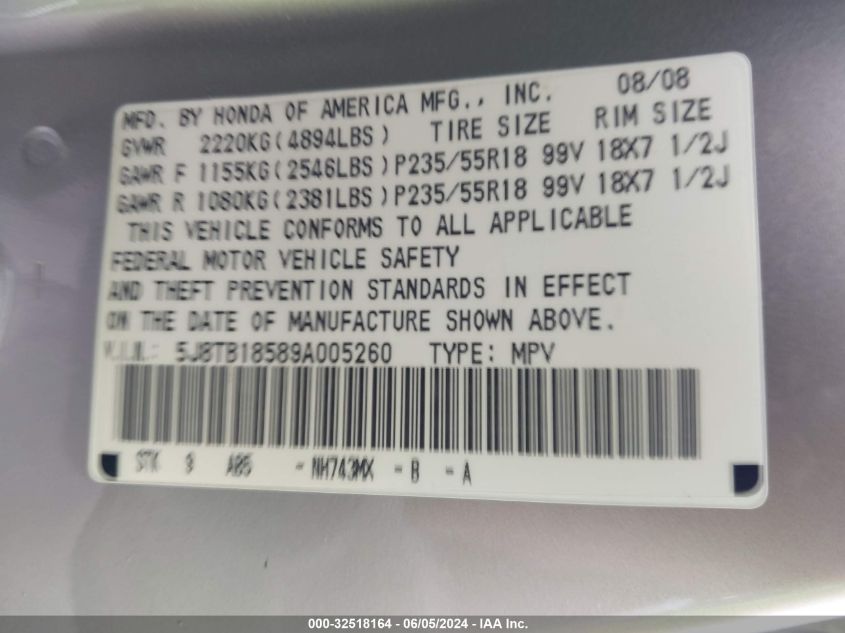 MFD. BY HONDA OF AMERICA MFG., INC. 08/08
GVWR 2220KG(4894LBS) TIRE SIZE RIM SIZE
GAWR F 1155KG(2546LBS)P235/55R18 99V 18X7 1/2J
GAWR R 1080KG(2381LBS)P235/55R18 99V 18X7 1/2J
THIS VEHICLE CONFORMS TO ALL APPLICABLE
FEDERAL MOTOR VEHICLE SAFETY
AND THEFT PREVENTION STANDARDS IN EFFECT
ON THE DATE OF MANUFACTURE SHOWN ABOVE.
V.I.N.: 5J8TB18589A005260 TYPE: MPV
STK 9 A05 -NH743MX -B -A
000-32518164 - 06/05/2024 - IAA Inc.